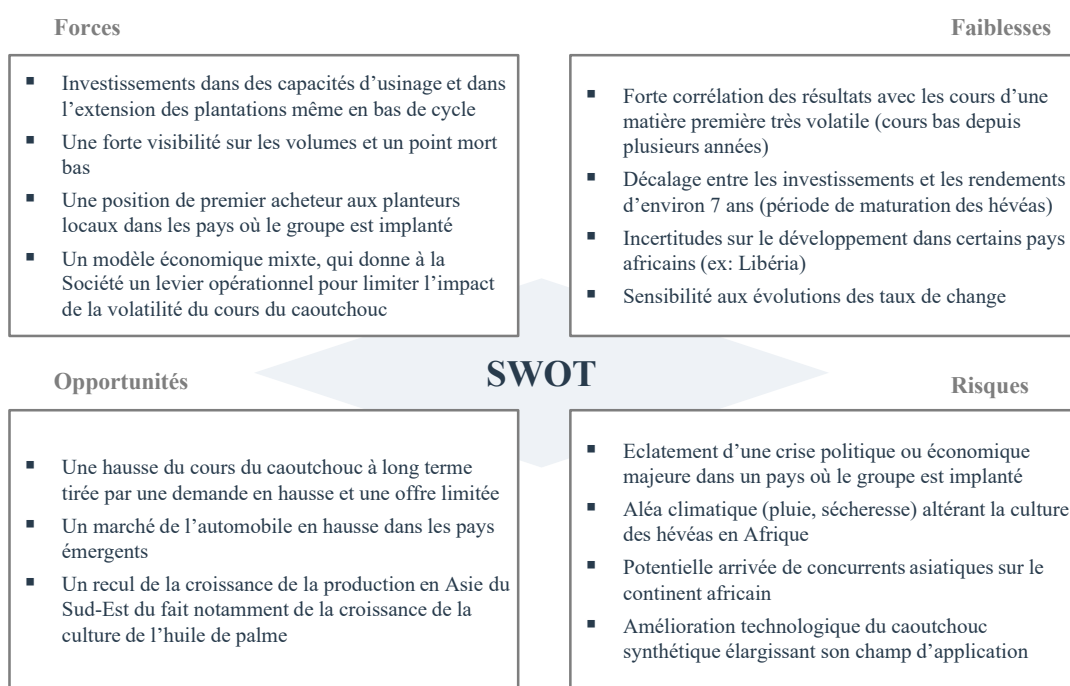 Forces
▪ Investissements dans des capacités d’usinage et dans
l’extension des plantations même en bas de cycle
▪ Une forte visibilité sur les volumes et un point mort
bas
▪ Une position de premier acheteur aux planteurs
locaux dans les pays où le groupe est implanté
▪ Un modèle économique mixte, qui donne à la
Société un levier opérationnel pour limiter l’impact
de la volatilité du cours du caoutchouc
Faiblesses
▪ Forte corrélation des résultats avec les cours d’une
matière première très volatile (cours bas depuis
plusieurs années)
▪ Décalage entre les investissements et les rendements
d’environ 7 ans (période de maturation des hévéas)
▪ Incertitudes sur le développement dans certains pays
africains (ex: Libéria)
▪ Sensibilité aux évolutions des taux de change
SWOT
Opportunités
▪ Une hausse du cours du caoutchouc à long terme
tirée par une demande en hausse et une offre limitée
▪ Un marché de l’automobile en hausse dans les pays
émergents
▪ Un recul de la croissance de la production en Asie du
Sud-Est du fait notamment de la croissance de la
culture de l’huile de palme
Risques
▪ Eclatement d’une crise politique ou économique
majeure dans un pays où le groupe est implanté
▪ Aléa climatique (pluie, sécheresse) altérant la culture
des hévéas en Afrique
▪ Potentielle arrivée de concurrents asiatiques sur le
continent africain
▪ Amélioration technologique du caoutchouc
synthétique élargissant son champ d’application